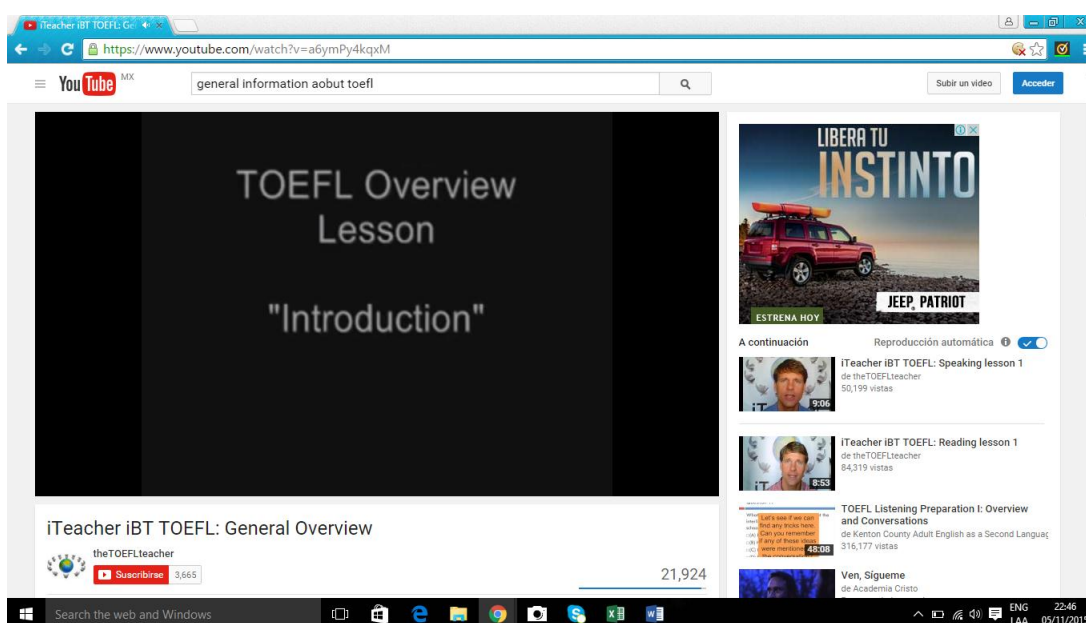 iTeacher iBT TOEFL: Ge
https://www.youtube.com/watch?v=a6ymPy4kqxM
YouTube MX
general information aobut toefl
Subir un video
Acceder
TOEFL Overview
Lesson
"Introduction"
iTeacher iBT TOEFL: General Overview
theTOEFLteacher
Suscribirse 3,665
21,924
LIBERA TU
INSTINTO
JEEP PATRIOT
ESTRENA HOY
A continuación
Reproducción automática
iTeacher iBT TOEFL: Speaking lesson 1
de theTOEFLteacher
50,199 vistas
9:06
iTeacher iBT TOEFL: Reading lesson 1
de theTOEFLteacher
84,319 vistas
8:53
TOEFL Listening Preparation I: Overview
and Conversations
de Kenton County Adult English as a Second Languag
316,177 vistas
Let's see if we can
find any tricks here.
Can you remember
if any of these ideas
were mentioned
48:08
Ven, Sígueme
de Academia Cristo
Search the web and Windows
ENG
LAA
22:46
05/11/201